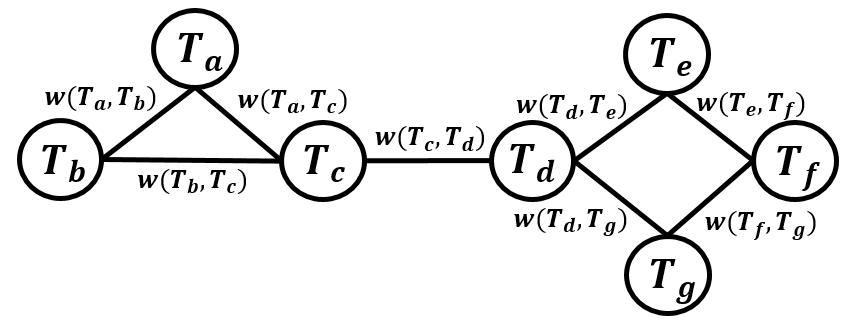 T_a
T_e
w(T_a, T_b)
w(T_a, T_c)
w(T_d, T_e)
w(T_e, T_f)
w(T_c, T_d)
T_b
T_c
T_d
T_f
w(T_b, T_c)
w(T_d, T_g)
w(T_f, T_g)
T_g